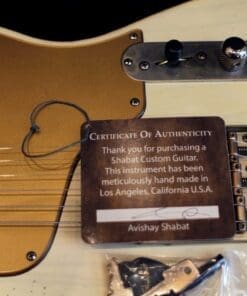 CERTIFICATE OF AUTHENTICITY
Thank you for purchasing a
Shabat Custom Guitar.
This Instrument has been
meticulously hand made in
Los Angeles, California U.S.A.
Avishay Shabat